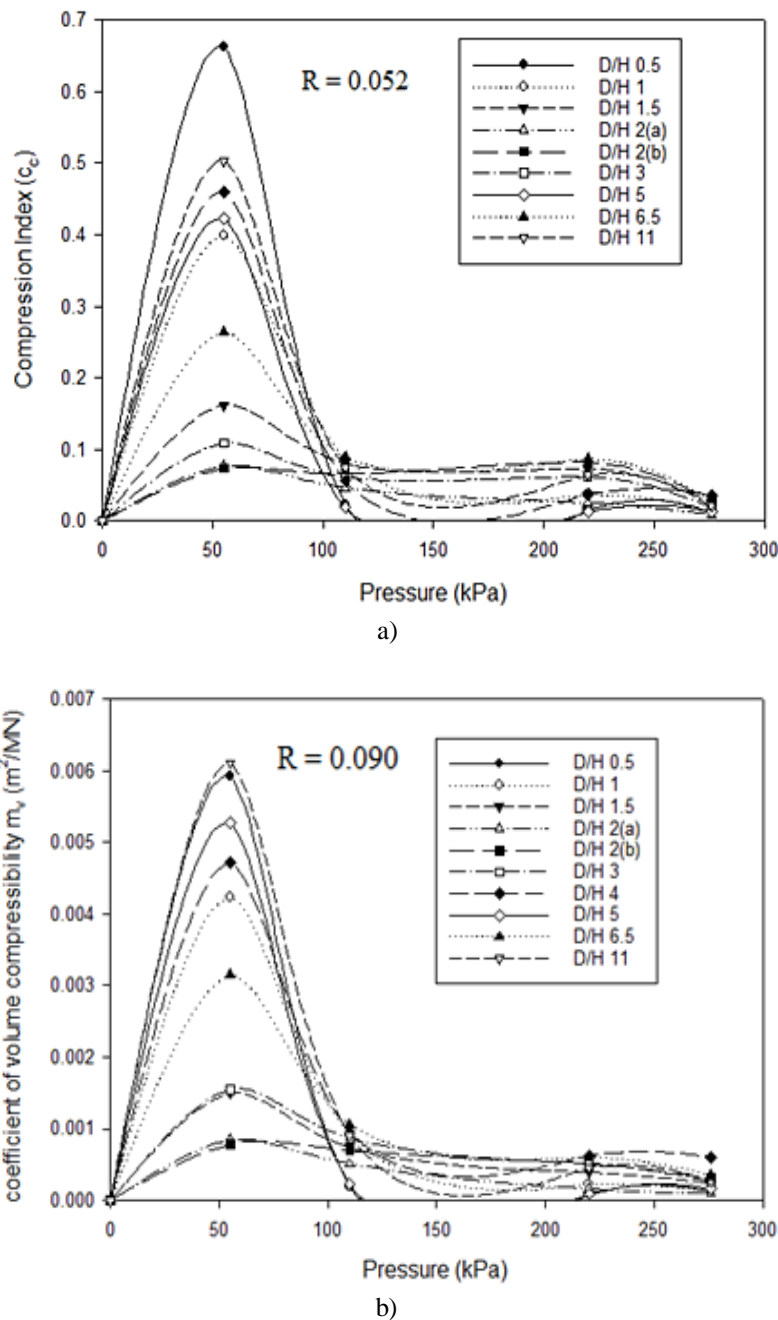 0.7
0.6
0.5
0.4
0.3
0.2
0.1
0.0
Compression Index (c_c)
R = 0.052
D/H 0.5
D/H 1
D/H 1.5
D/H 2(a)
D/H 2(b)
D/H 3
D/H 5
D/H 6.5
D/H 11
0 50 100 150 200 250 300
Pressure (kPa)
a)
0.007
0.006
0.005
0.004
0.003
0.002
0.001
0.000
coefficient of volume compressibility m_v (m²/MN)
R = 0.090
D/H 0.5
D/H 1
D/H 1.5
D/H 2(a)
D/H 2(b)
D/H 3
D/H 4
D/H 5
D/H 6.5
D/H 11
0 50 100 150 200 250 300
Pressure (kPa)
b)